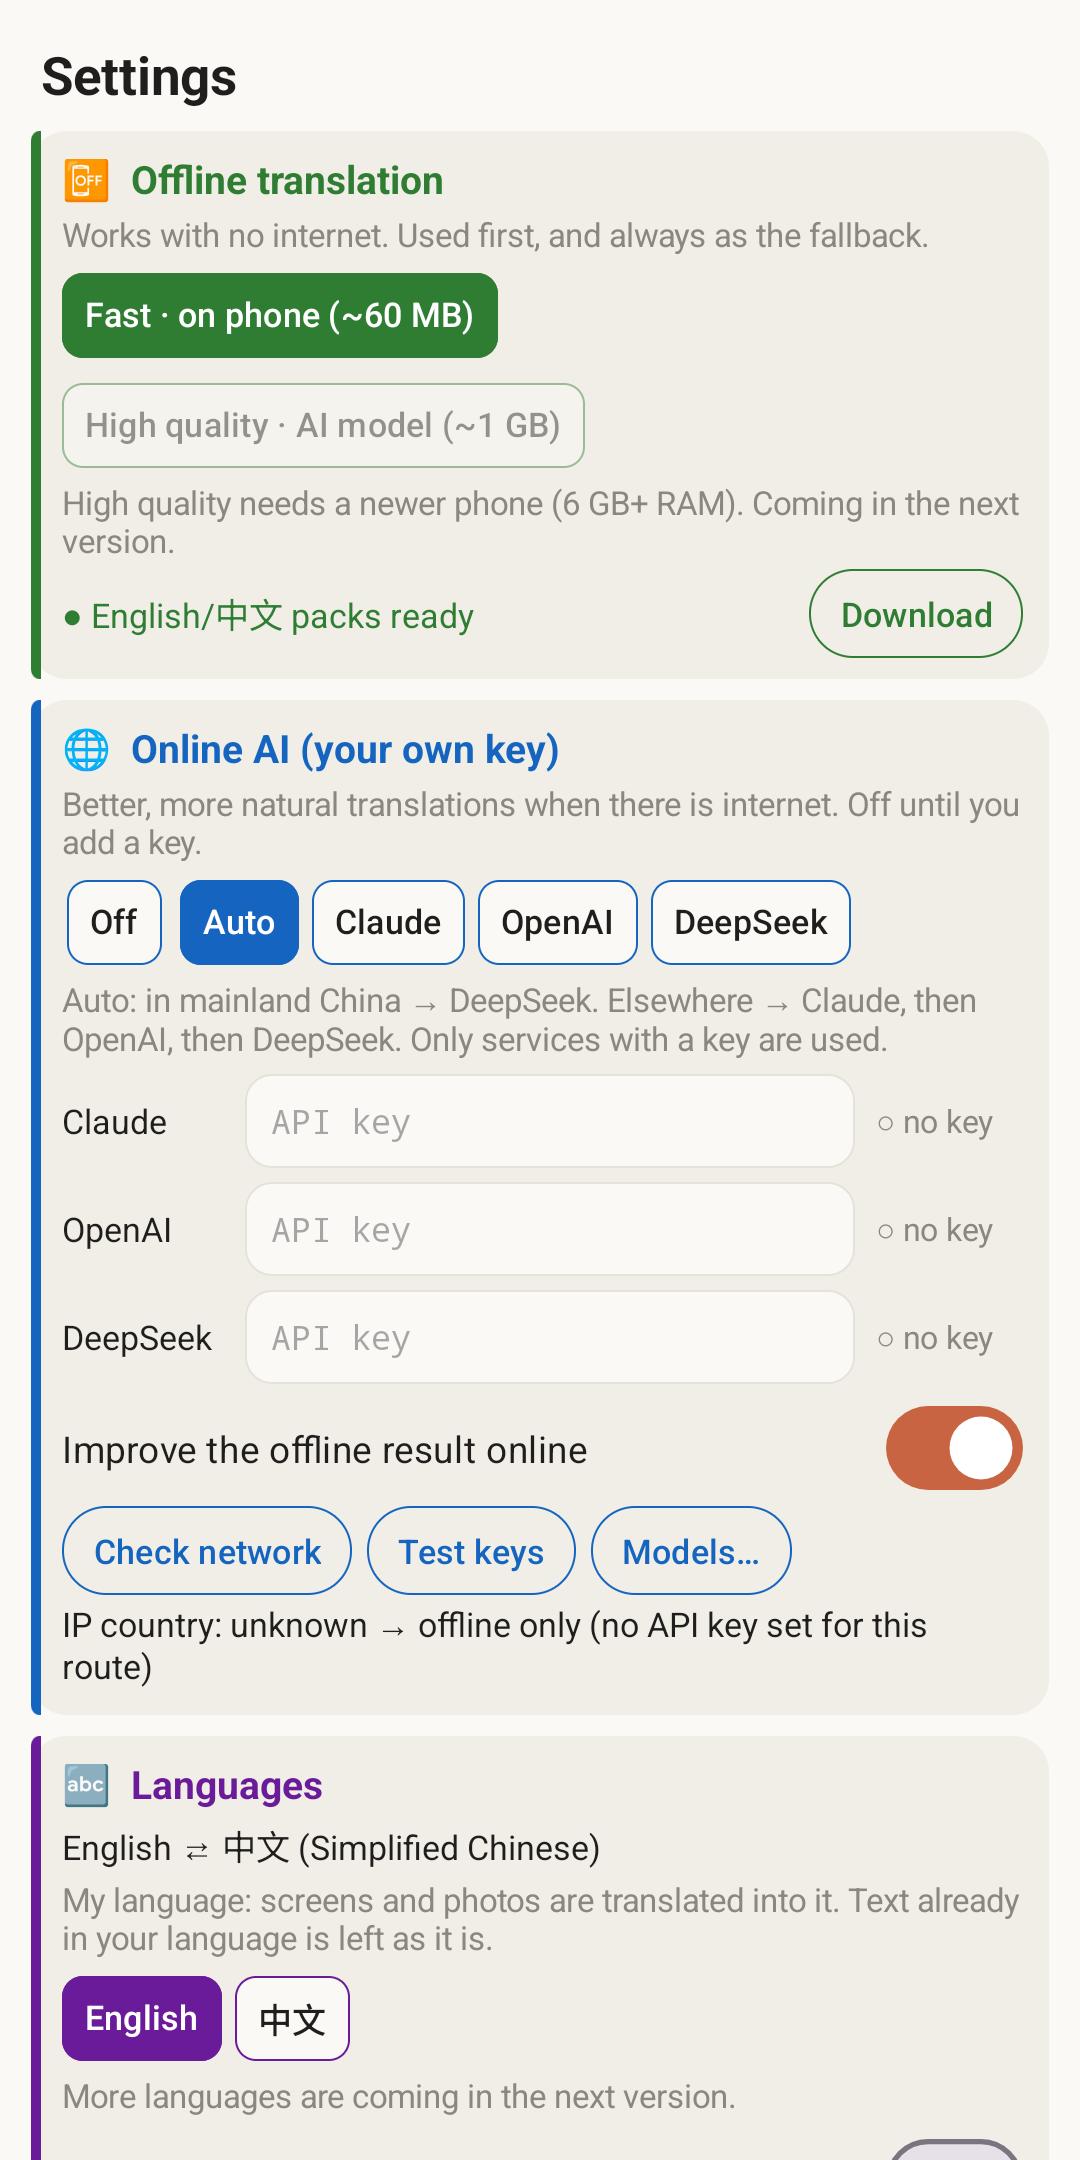 Settings
OFF
Offline translation
Works with no internet. Used first, and always as the fallback.
Fast · on phone (~60 MB)
High quality · AI model (~1 GB)
High quality needs a newer phone (6 GB+ RAM). Coming in the next
version.
● English/中文 packs ready
Download
Online AI (your own key)
Better, more natural translations when there is internet. Off until you
add a key.
Off Auto Claude OpenAI DeepSeek
Auto: in mainland China → DeepSeek. Elsewhere → Claude, then
OpenAI, then DeepSeek. Only services with a key are used.
Claude API key ○ no key
OpenAI API key ○ no key
DeepSeek API key ○ no key
Improve the offline result online
Check network Test keys Models…
IP country: unknown → offline only (no API key set for this
route)
abc
Languages
English ⇄ 中文 (Simplified Chinese)
My language: screens and photos are translated into it. Text already
in your language is left as it is.
English 中文
More languages are coming in the next version.